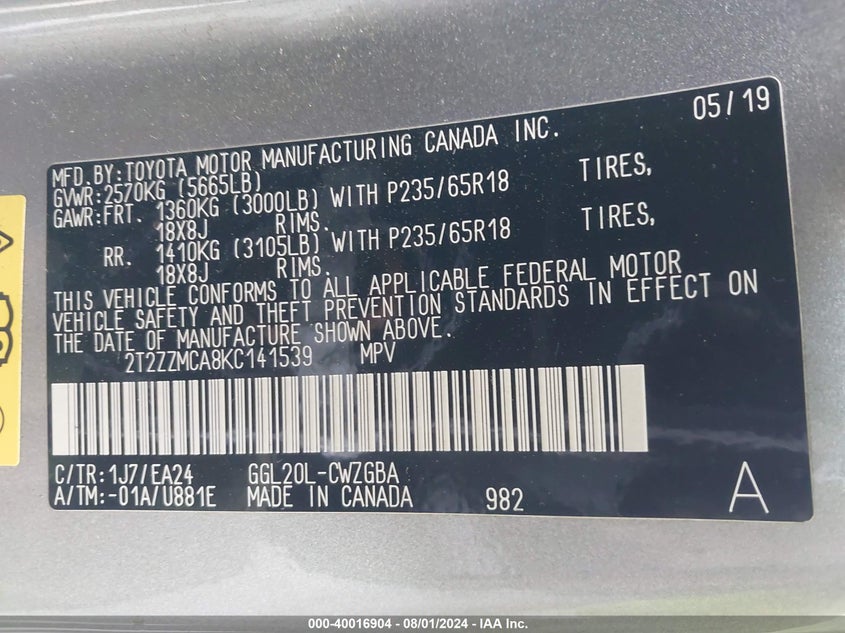 05/19
MFD.BY:TOYOTA MOTOR MANUFACTURING CANADA INC.
GVWR:2570KG (5665LB)
GAWR:FRT. 1360KG (3000LB) WITH P235/65R18 TIRES,
18X8J RIMS.
RR. 1410KG (3105LB) WITH P235/65R18 TIRES,
18X8J RIMS.
THIS VEHICLE CONFORMS TO ALL APPLICABLE FEDERAL MOTOR
VEHICLE SAFETY AND THEFT PREVENTION STANDARDS IN EFFECT ON
THE DATE OF MANUFACTURE SHOWN ABOVE.
2T2ZZMCA8KC141539 MPV
C/TR:1J7/EA24 GGL20L-CWZGBA
A/TM:-01A/U881E MADE IN CANADA 982 A
000-40016904 - 08/01/2024 - IAA Inc.